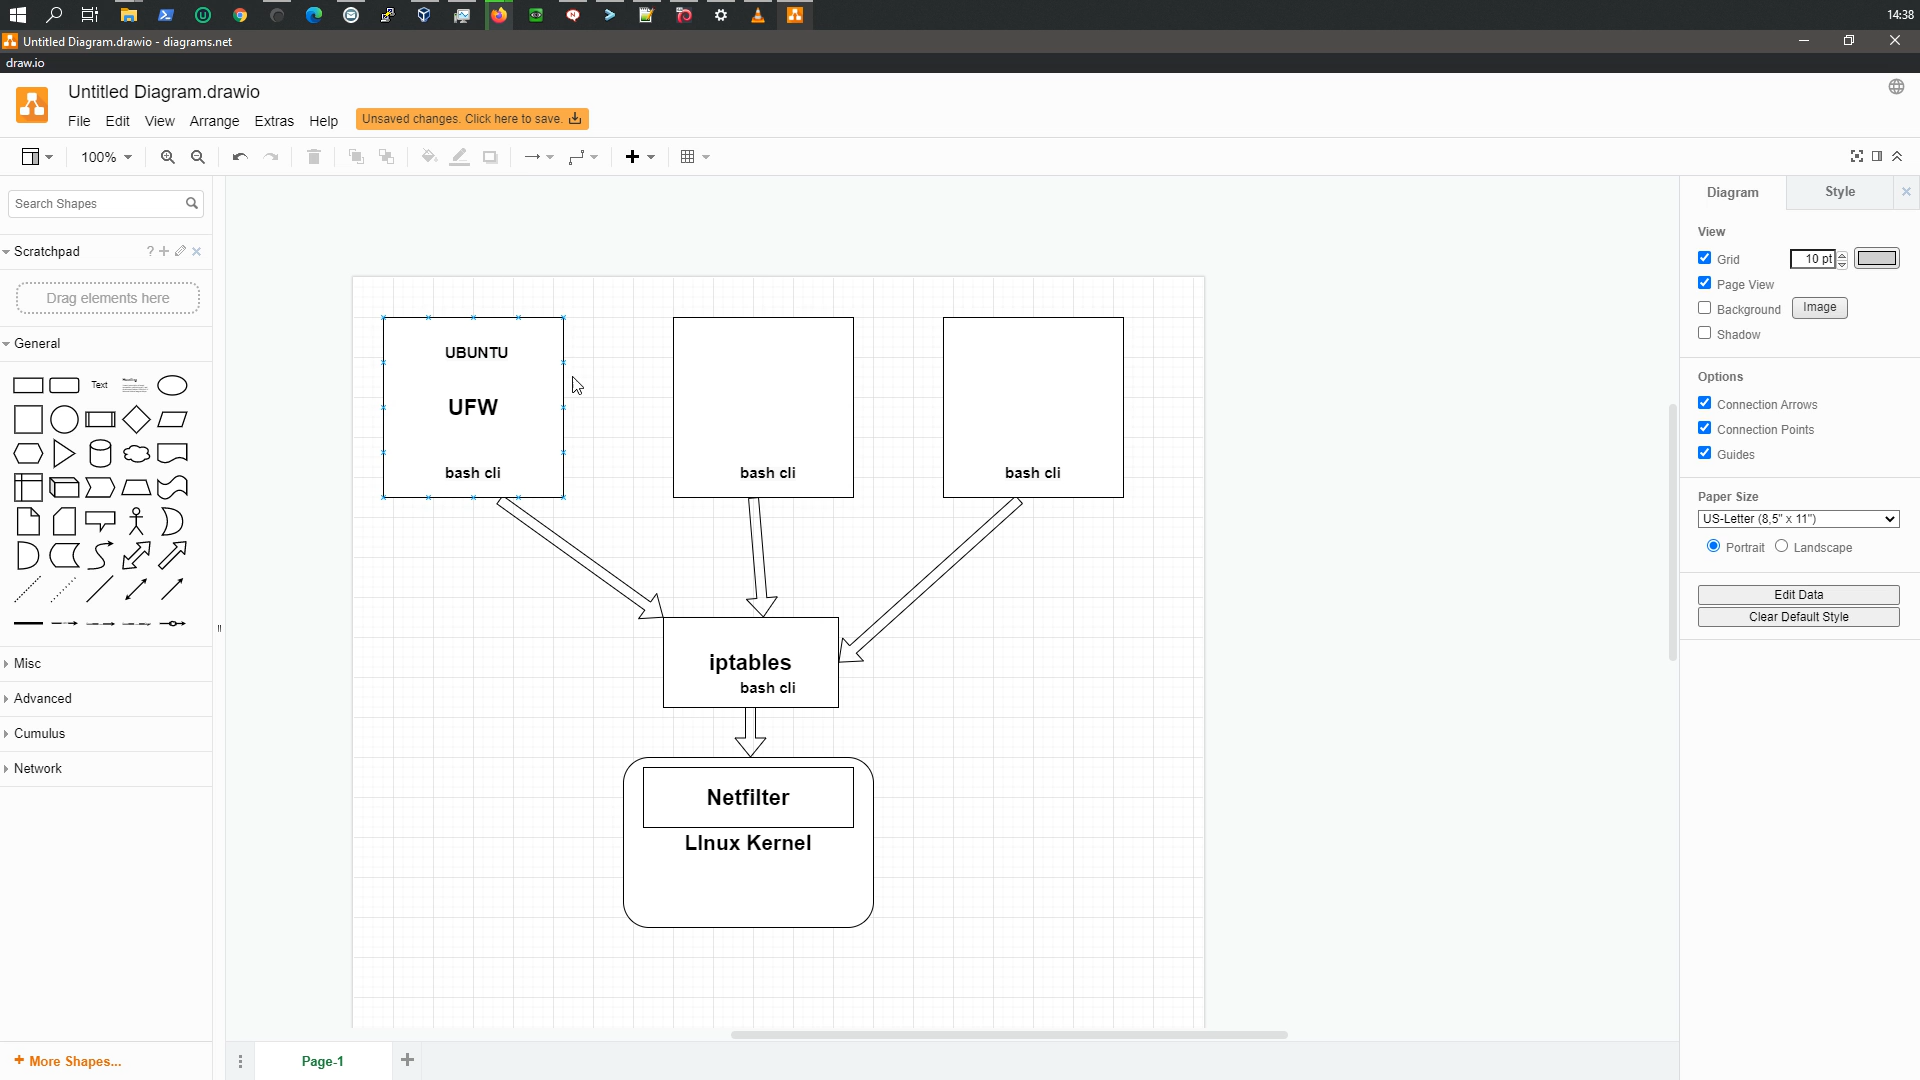 14:38
Untitled Diagram.drawio - diagrams.net
draw.io
Untitled Diagram.drawio
File Edit View Arrange Extras Help Unsaved changes. Click here to save.
100%
Search Shapes
Scratchpad ?
Drag elements here
General
Text
Heading
Misc
Advanced
Cumulus
Network
+ More Shapes...
UBUNTU
UFW
bash cli
bash cli
bash cli
iptables
bash cli
Netfilter
LInux Kernel
Page-1
Diagram Style
View
Grid 10 pt
Page View
Background Image
Shadow
Options
Connection Arrows
Connection Points
Guides
Paper Size
US-Letter (8,5" x 11")
Portrait Landscape
Edit Data
Clear Default Style